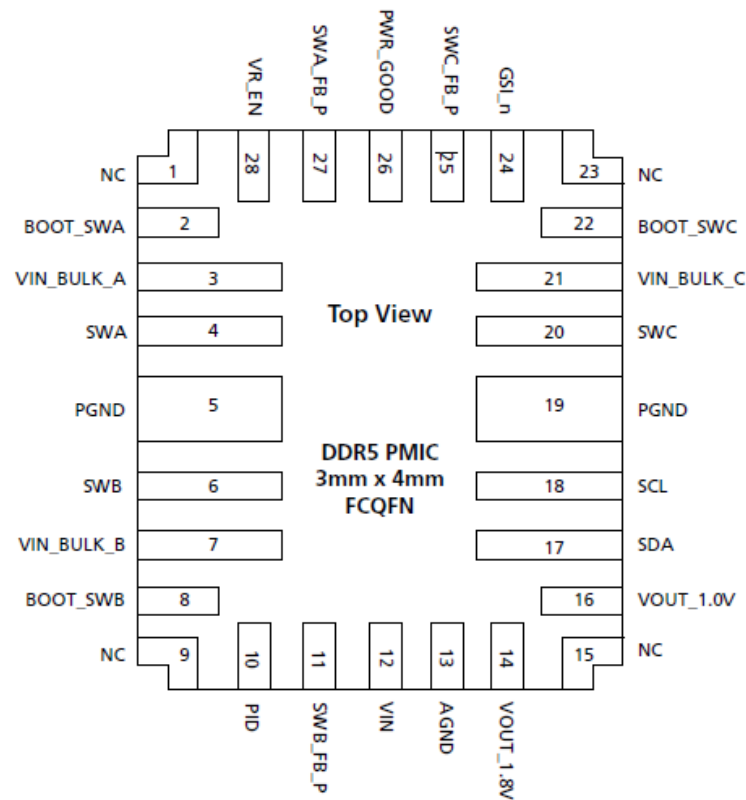 VR_EN
SWA_FB_P
PWR_GOOD
SWC_FB_P
GSI_n
28
27
26
25
24
NC 1
23 NC
BOOT_SWA 2
22 BOOT_SWC
VIN_BULK_A 3
21 VIN_BULK_C
Top View
SWA 4
20 SWC
PGND 5
19 PGND
DDR5 PMIC
3mm x 4mm
FCQFN
SWB 6
18 SCL
VIN_BULK_B 7
17 SDA
BOOT_SWB 8
16 VOUT_1.0V
NC 9
15 NC
10
11
12
13
14
PID
SWB_FB_P
VIN
AGND
VOUT_1.8V